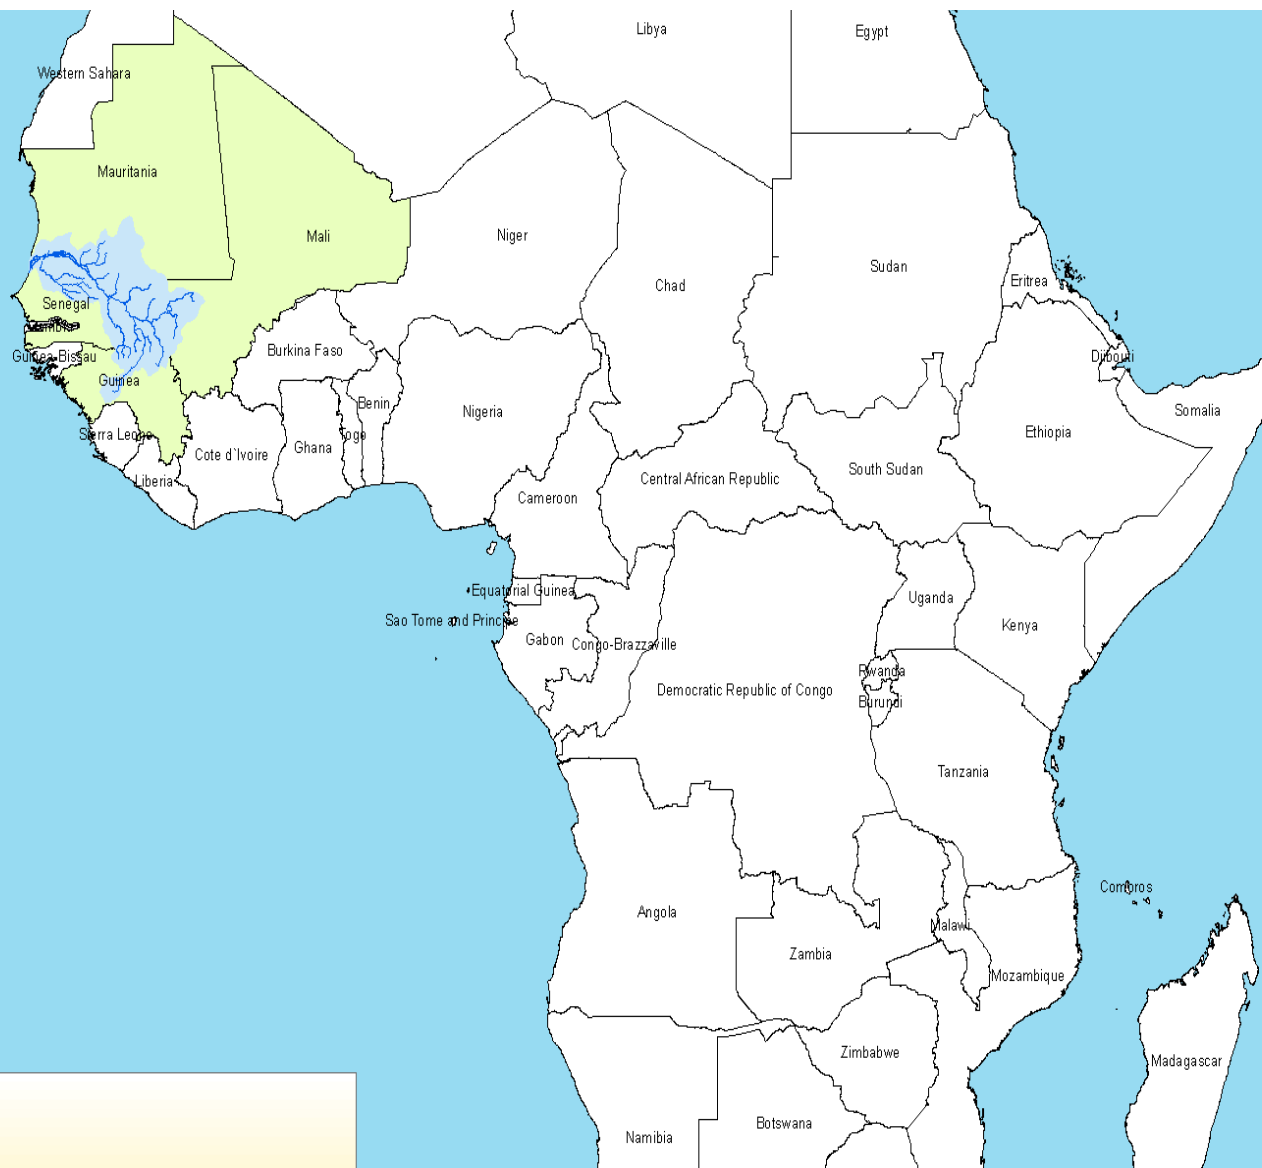 Libya
Egypt
Western Sahara
Mauritania
Mali
Niger
Sudan
Chad
Eritrea
Senegal
Burkina Faso
Guinea-Bissau
Djibouti
Guinea
Benin
Nigeria
Somalia
Sierra Leone
Togo
Ethiopia
Ghana
Cote d`Ivoire
South Sudan
Liberia
Central African Republic
Cameroon
Equatorial Guinea
Uganda
Sao Tome and Principe
Kenya
Gabon
Congo-Brazzaville
Rwanda
Democratic Republic of Congo
Burundi
Tanzania
Comoros
Angola
Malawi
Zambia
Mozambique
Zimbabwe
Madagascar
Botswana
Namibia